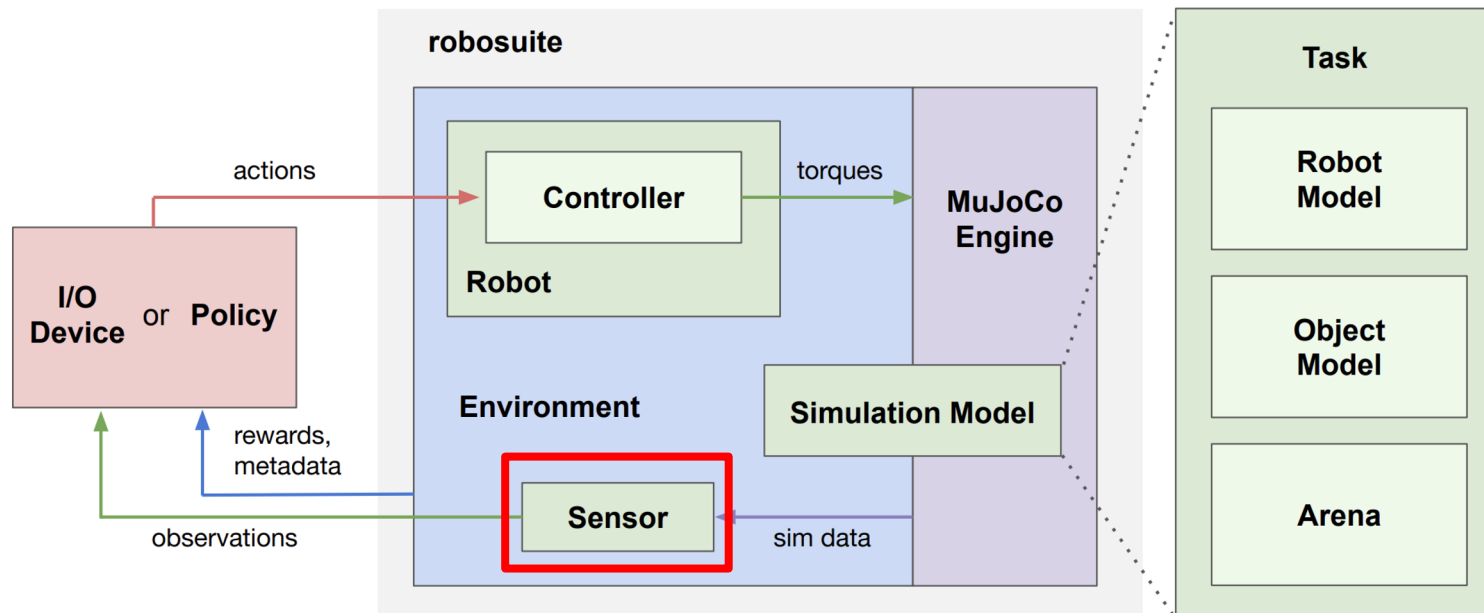 robosuite
Task
actions
Controller
torques
MuJoCo
Engine
Robot
Robot
Model
I/O
Device
or
Policy
Environment
Simulation Model
Object
Model
rewards,
metadata
observations
Sensor
sim data
Arena